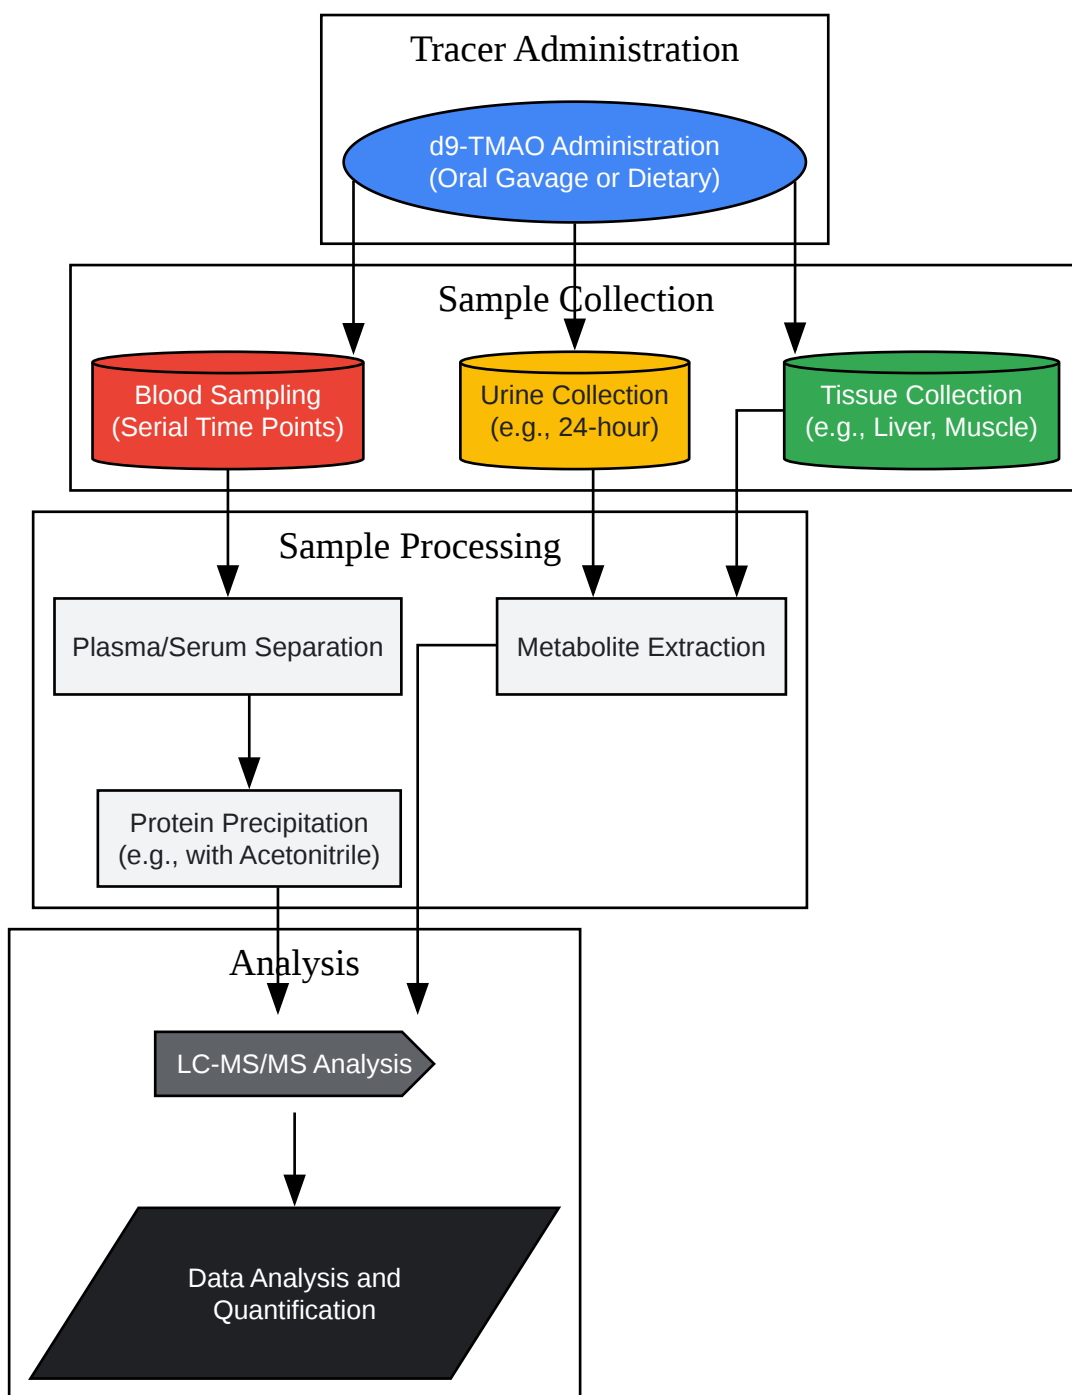 Tracer Administration
d9-TMAO Administration
(Oral Gavage or Dietary)
Sample Collection
Blood Sampling
(Serial Time Points)
Urine Collection
(e.g., 24-hour)
Tissue Collection
(e.g., Liver, Muscle)
Sample Processing
Plasma/Serum Separation
Metabolite Extraction
Protein Precipitation
(e.g., with Acetonitrile)
Analysis
LC-MS/MS Analysis
Data Analysis and
Quantification